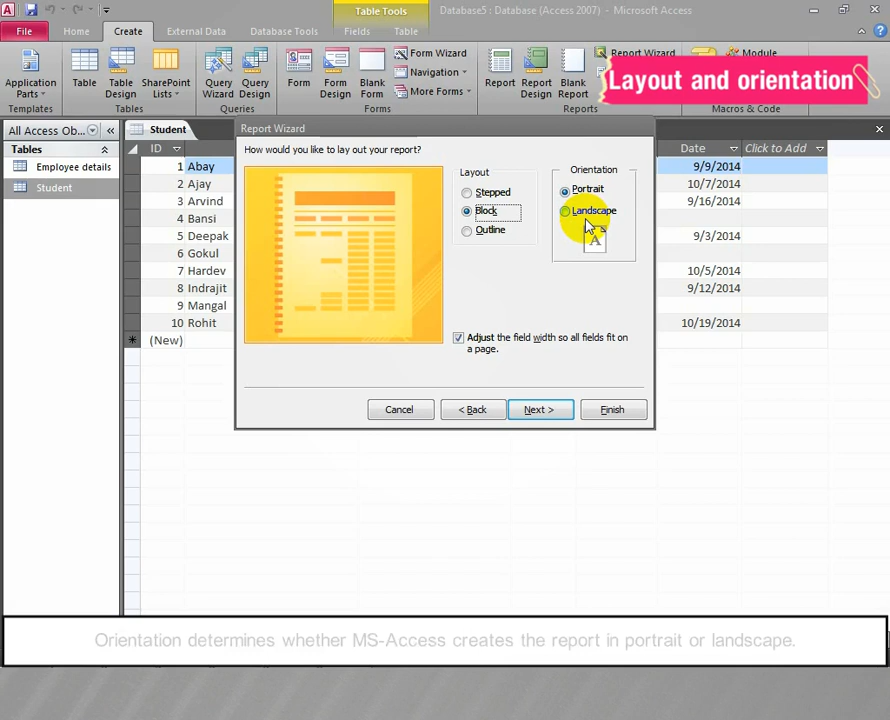 Table Tools
Database5 : Database (Access 2007) - Microsoft Access
File
Home
Create
External Data
Database Tools
Fields
Table
Application
Parts
Templates
Table
Table
Design
SharePoint
Lists
Tables
Query
Wizard
Query
Design
Queries
Form
Form
Design
Blank
Form
Form Wizard
Navigation
More Forms
Forms
Report
Report
Design
Blank
Report
Report Wizard
Reports
Module
Macros & Code
Layout and orientation
All Access Ob...
Tables
Employee details
Student
Student
ID
Date
Click to Add
1 Abay 9/9/2014
2 Ajay 10/7/2014
3 Arvind 9/16/2014
4 Bansi
5 Deepak 9/3/2014
6 Gokul
7 Hardev 10/5/2014
8 Indrajit 9/12/2014
9 Mangal
10 Rohit 10/19/2014
(New)
Report Wizard
How would you like to lay out your report?
Layout
Stepped
Block
Outline
Orientation
Portrait
Landscape
A
Adjust the field width so all fields fit on
a page.
Cancel
< Back
Next >
Finish
Orientation determines whether MS-Access creates the report in portrait or landscape.